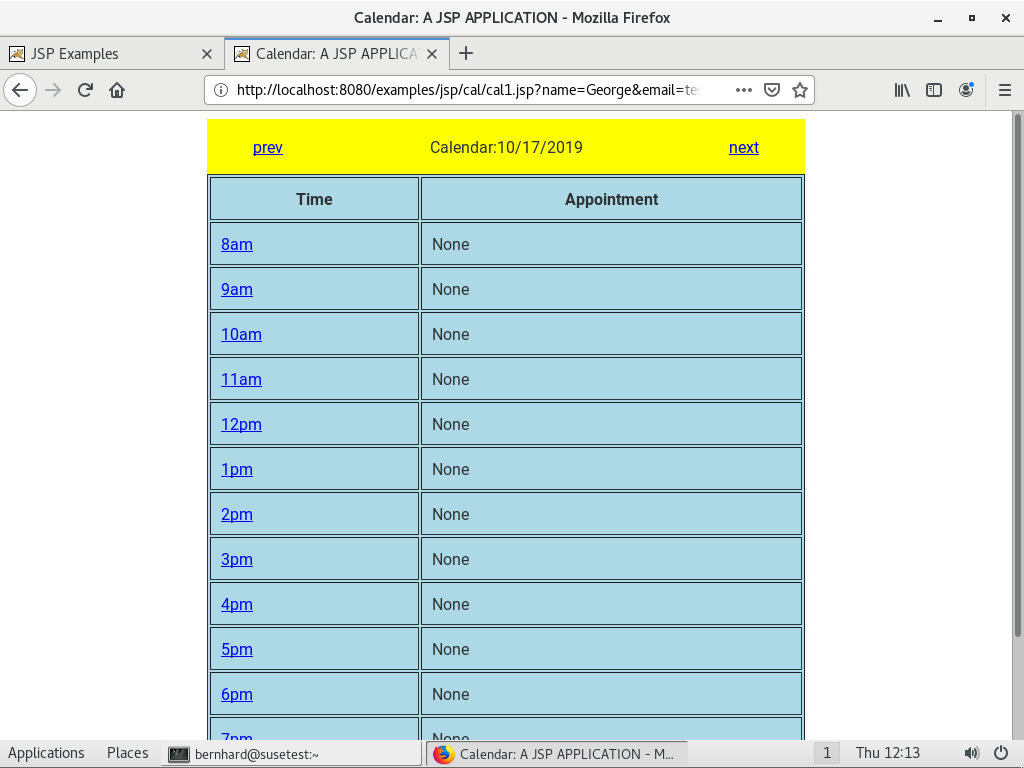 Calendar: A JSP APPLICATION - Mozilla Firefox
JSP Examples
Calendar: A JSP APPLICA
http://localhost:8080/examples/jsp/cal/cal1.jsp?name=George&email=tes
prev Calendar:10/17/2019 next
Time Appointment
8am None
9am None
10am None
11am None
12pm None
1pm None
2pm None
3pm None
4pm None
5pm None
6pm None
7pm None
Applications Places bernhard@susetest:~ Calendar: A JSP APPLICATION - M... 1 Thu 12:13